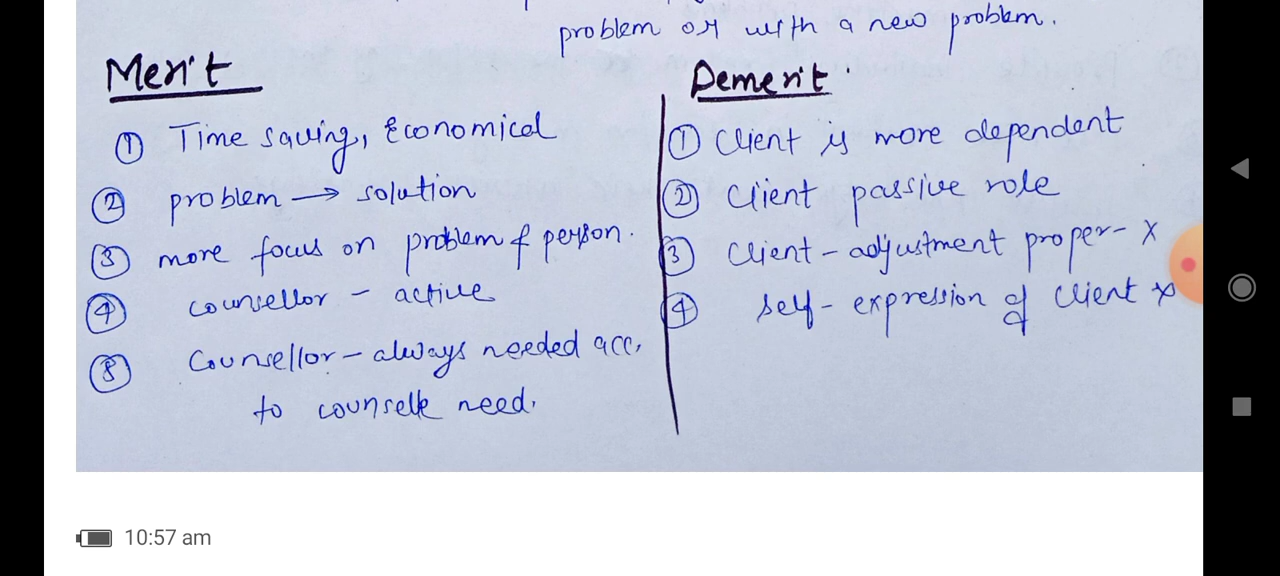 problem or with a new problem.
Merit
① Time saving, Economical
② problem → solution
③ more focus on problem & person.
④ counsellor - active
⑧ Counsellor - always needed acc.
to counselle need.
Demerit
① Client is more dependent
② Client passive role
③ Client - adjustment proper - x
④ self - expression of client x
10:57 am